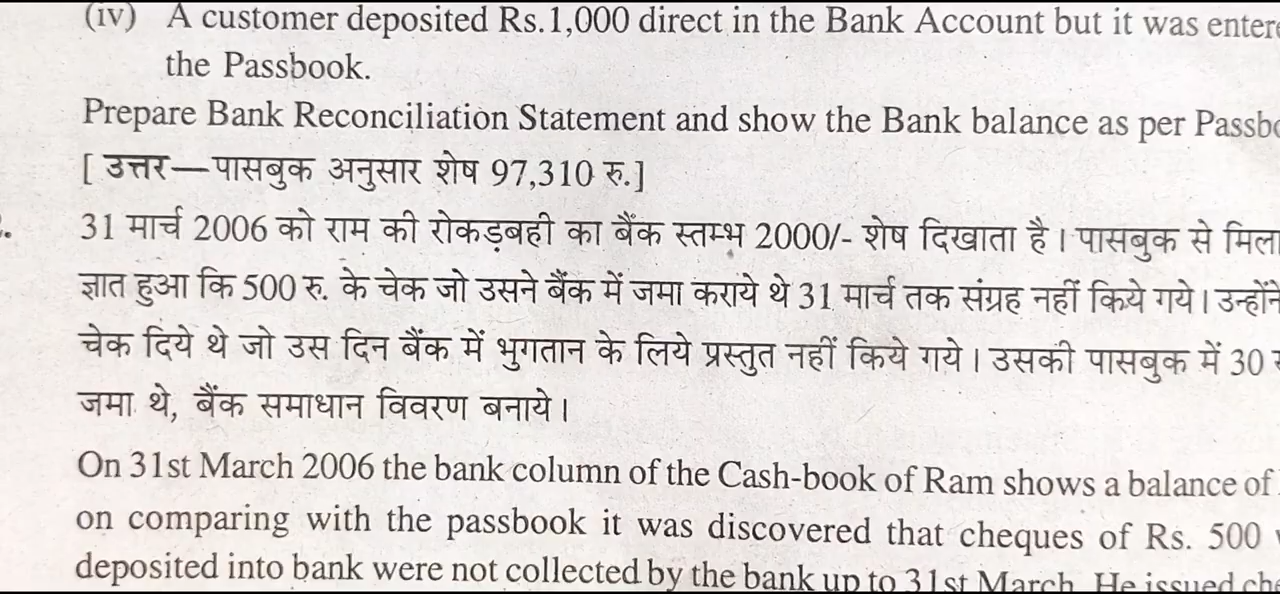 (iv) A customer deposited Rs.1,000 direct in the Bank Account but it was
the Passbook.
Prepare Bank Reconciliation Statement and show the Bank balance as per
[ उत्तर—पासबुक अनुसार शेष 97,310 रु.]
31 मार्च 2006 को राम की रोकड़बही का बैंक स्तम्भ 2000/- शेष दिखाता है। पासबुक से
ज्ञात हुआ कि 500 रु. के चेक जो उसने बैंक में जमा कराये थे 31 मार्च तक संग्रह नहीं किये गये। उन्होंने
चेक दिये थे जो उस दिन बैंक में भुगतान के लिये प्रस्तुत नहीं किये गये। उसकी पासबुक में 30
जमा थे, बैंक समाधान विवरण बनाये।
On 31st March 2006 the bank column of the Cash-book of Ram shows a balance of
on comparing with the passbook it was discovered that cheques of Rs. 500
deposited into bank were not collected by the bank up to 31st March. He issued